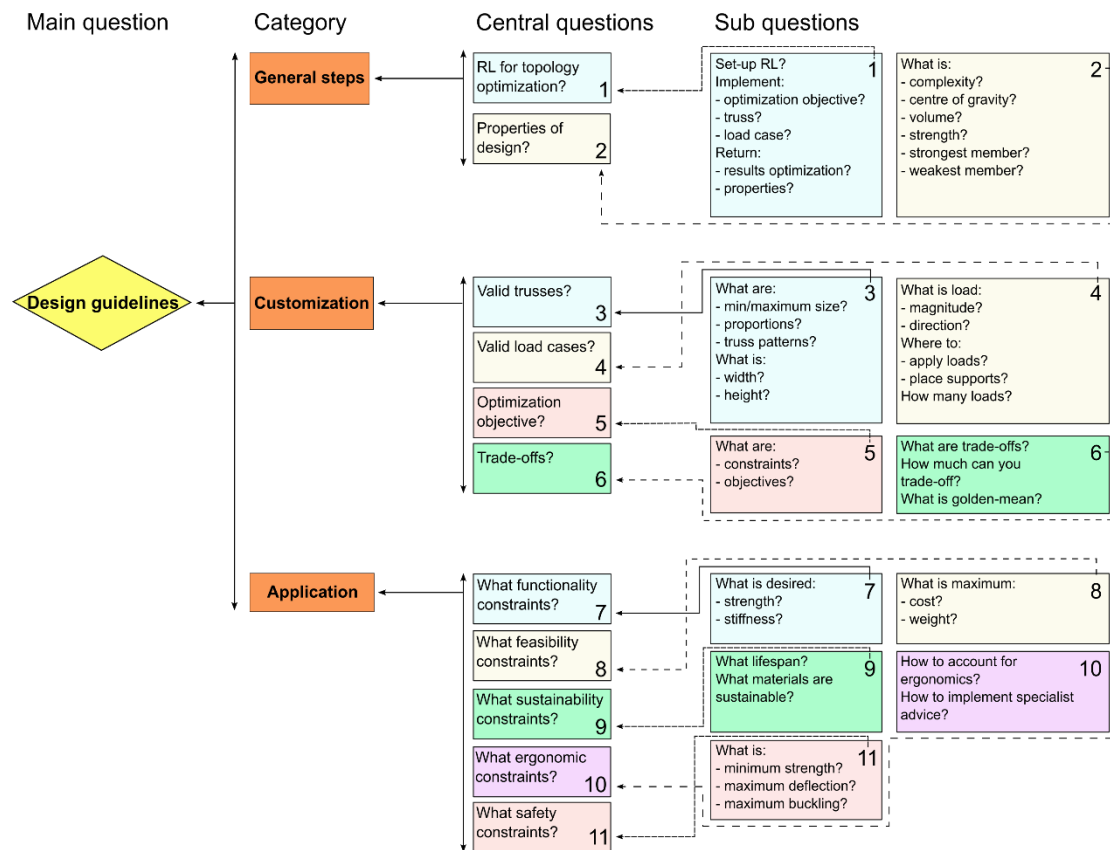 Main question
Category
Central questions
Sub questions
General steps
RL for topology
optimization?
1
Properties of
design?
2
Set-up RL?
1
Implement:
- optimization objective?
- truss?
- load case?
Return:
- results optimization?
- properties?
What is:
2
- complexity?
- centre of gravity?
- volume?
- strength?
- strongest member?
- weakest member?
Design guidelines
Customization
Valid trusses?
3
Valid load cases?
4
Optimization
objective?
5
Trade-offs?
6
What are:
3
- min/maximum size?
- proportions?
- truss patterns?
What is:
- width?
- height?
What is load:
4
- magnitude?
- direction?
Where to:
- apply loads?
- place supports?
How many loads?
What are:
5
- constraints?
- objectives?
What are trade-offs?
6
How much can you
trade-off?
What is golden-mean?
Application
What functionality
constraints?
7
What feasibility
constraints?
8
What sustainability
constraints?
9
What ergonomic
constraints?
10
What safety
constraints?
11
What is desired:
7
- strength?
- stiffness?
What is maximum:
8
- cost?
- weight?
What lifespan?
9
What materials are
sustainable?
How to account for
10
ergonomics?
How to implement specialist
advice?
What is:
11
- minimum strength?
- maximum deflection?
- maximum buckling?